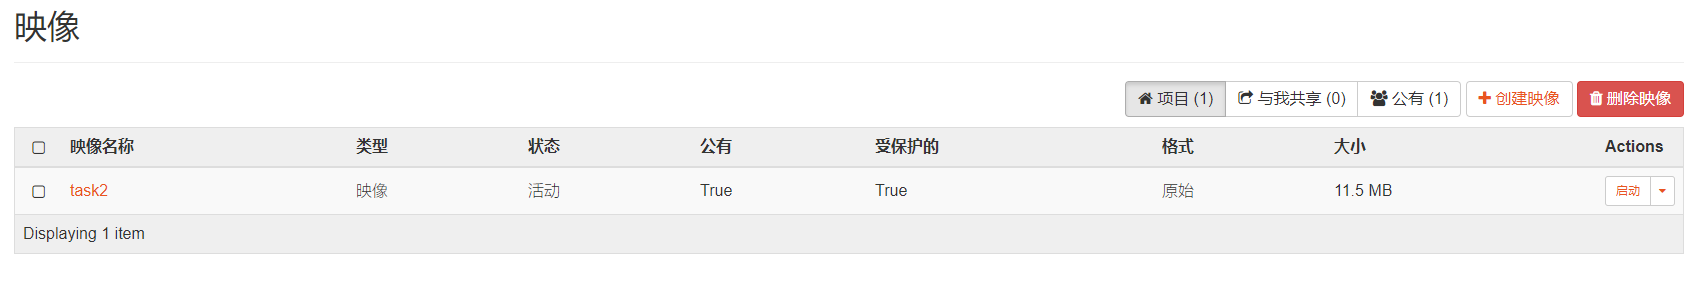 映像
项目 (1) 与我共享 (0) 公有 (1) 创建映像 删除映像
映像名称 类型 状态 公有 受保护的 格式 大小 Actions
task2 映像 活动 True True 原始 11.5 MB 启动
Displaying 1 item